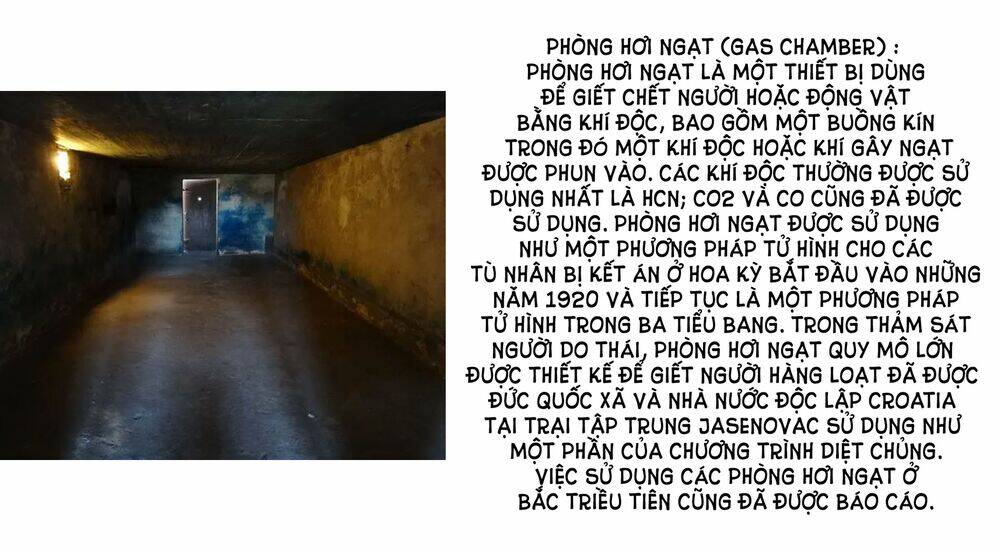 PHÒNG HƠI NGẠT (GAS CHAMBER) :
PHÒNG HƠI NGẠT LÀ MỘT THIẾT BỊ DÙNG
ĐỂ GIẾT CHẾT NGƯỜI HOẶC ĐỘNG VẬT
BẰNG KHÍ ĐỘC, BAO GỒM MỘT BUỒNG KÍN
TRONG ĐÓ MỘT KHÍ ĐỘC HOẶC KHÍ GÂY NGẠT
ĐƯỢC PHUN VÀO. CÁC KHÍ ĐỘC THƯỜNG ĐƯỢC SỬ
DỤNG NHẤT LÀ HCN; CO2 VÀ CO CŨNG ĐÃ ĐƯỢC
SỬ DỤNG. PHÒNG HƠI NGẠT ĐƯỢC SỬ DỤNG
NHƯ MỘT PHƯƠNG PHÁP TỬ HÌNH CHO CÁC
TÙ NHÂN BỊ KẾT ÁN Ở HOA KỲ BẮT ĐẦU VÀO NHỮNG
NĂM 1920 VÀ TIẾP TỤC LÀ MỘT PHƯƠNG PHÁP
TỬ HÌNH TRONG BA TIỂU BANG. TRONG THẢM SÁT
NGƯỜI DO THÁI, PHÒNG HƠI NGẠT QUY MÔ LỚN
ĐƯỢC THIẾT KẾ ĐỂ GIẾT NGƯỜI HÀNG LOẠT ĐÃ ĐƯỢC
ĐỨC QUỐC XÃ VÀ NHÀ NƯỚC ĐỘC LẬP CROATIA
TẠI TRẠI TẬP TRUNG JASENOVAC SỬ DỤNG NHƯ
MỘT PHẦN CỦA CHƯƠNG TRÌNH DIỆT CHỦNG.
VIỆC SỬ DỤNG CÁC PHÒNG HƠI NGẠT Ở
BẮC TRIỀU TIÊN CŨNG ĐÃ ĐƯỢC BÁO CÁO.